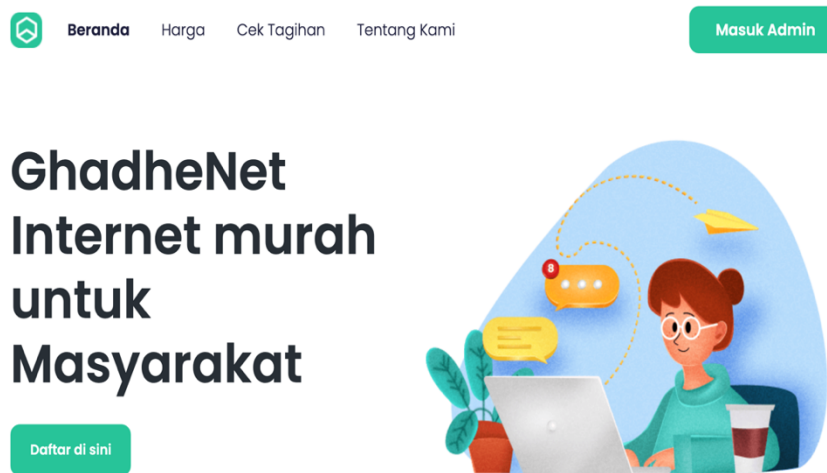 Beranda Harga Cek Tagihan Tentang Kami Masuk Admin
GhadheNet
Internet murah
untuk
Masyarakat
8
Daftar di sini